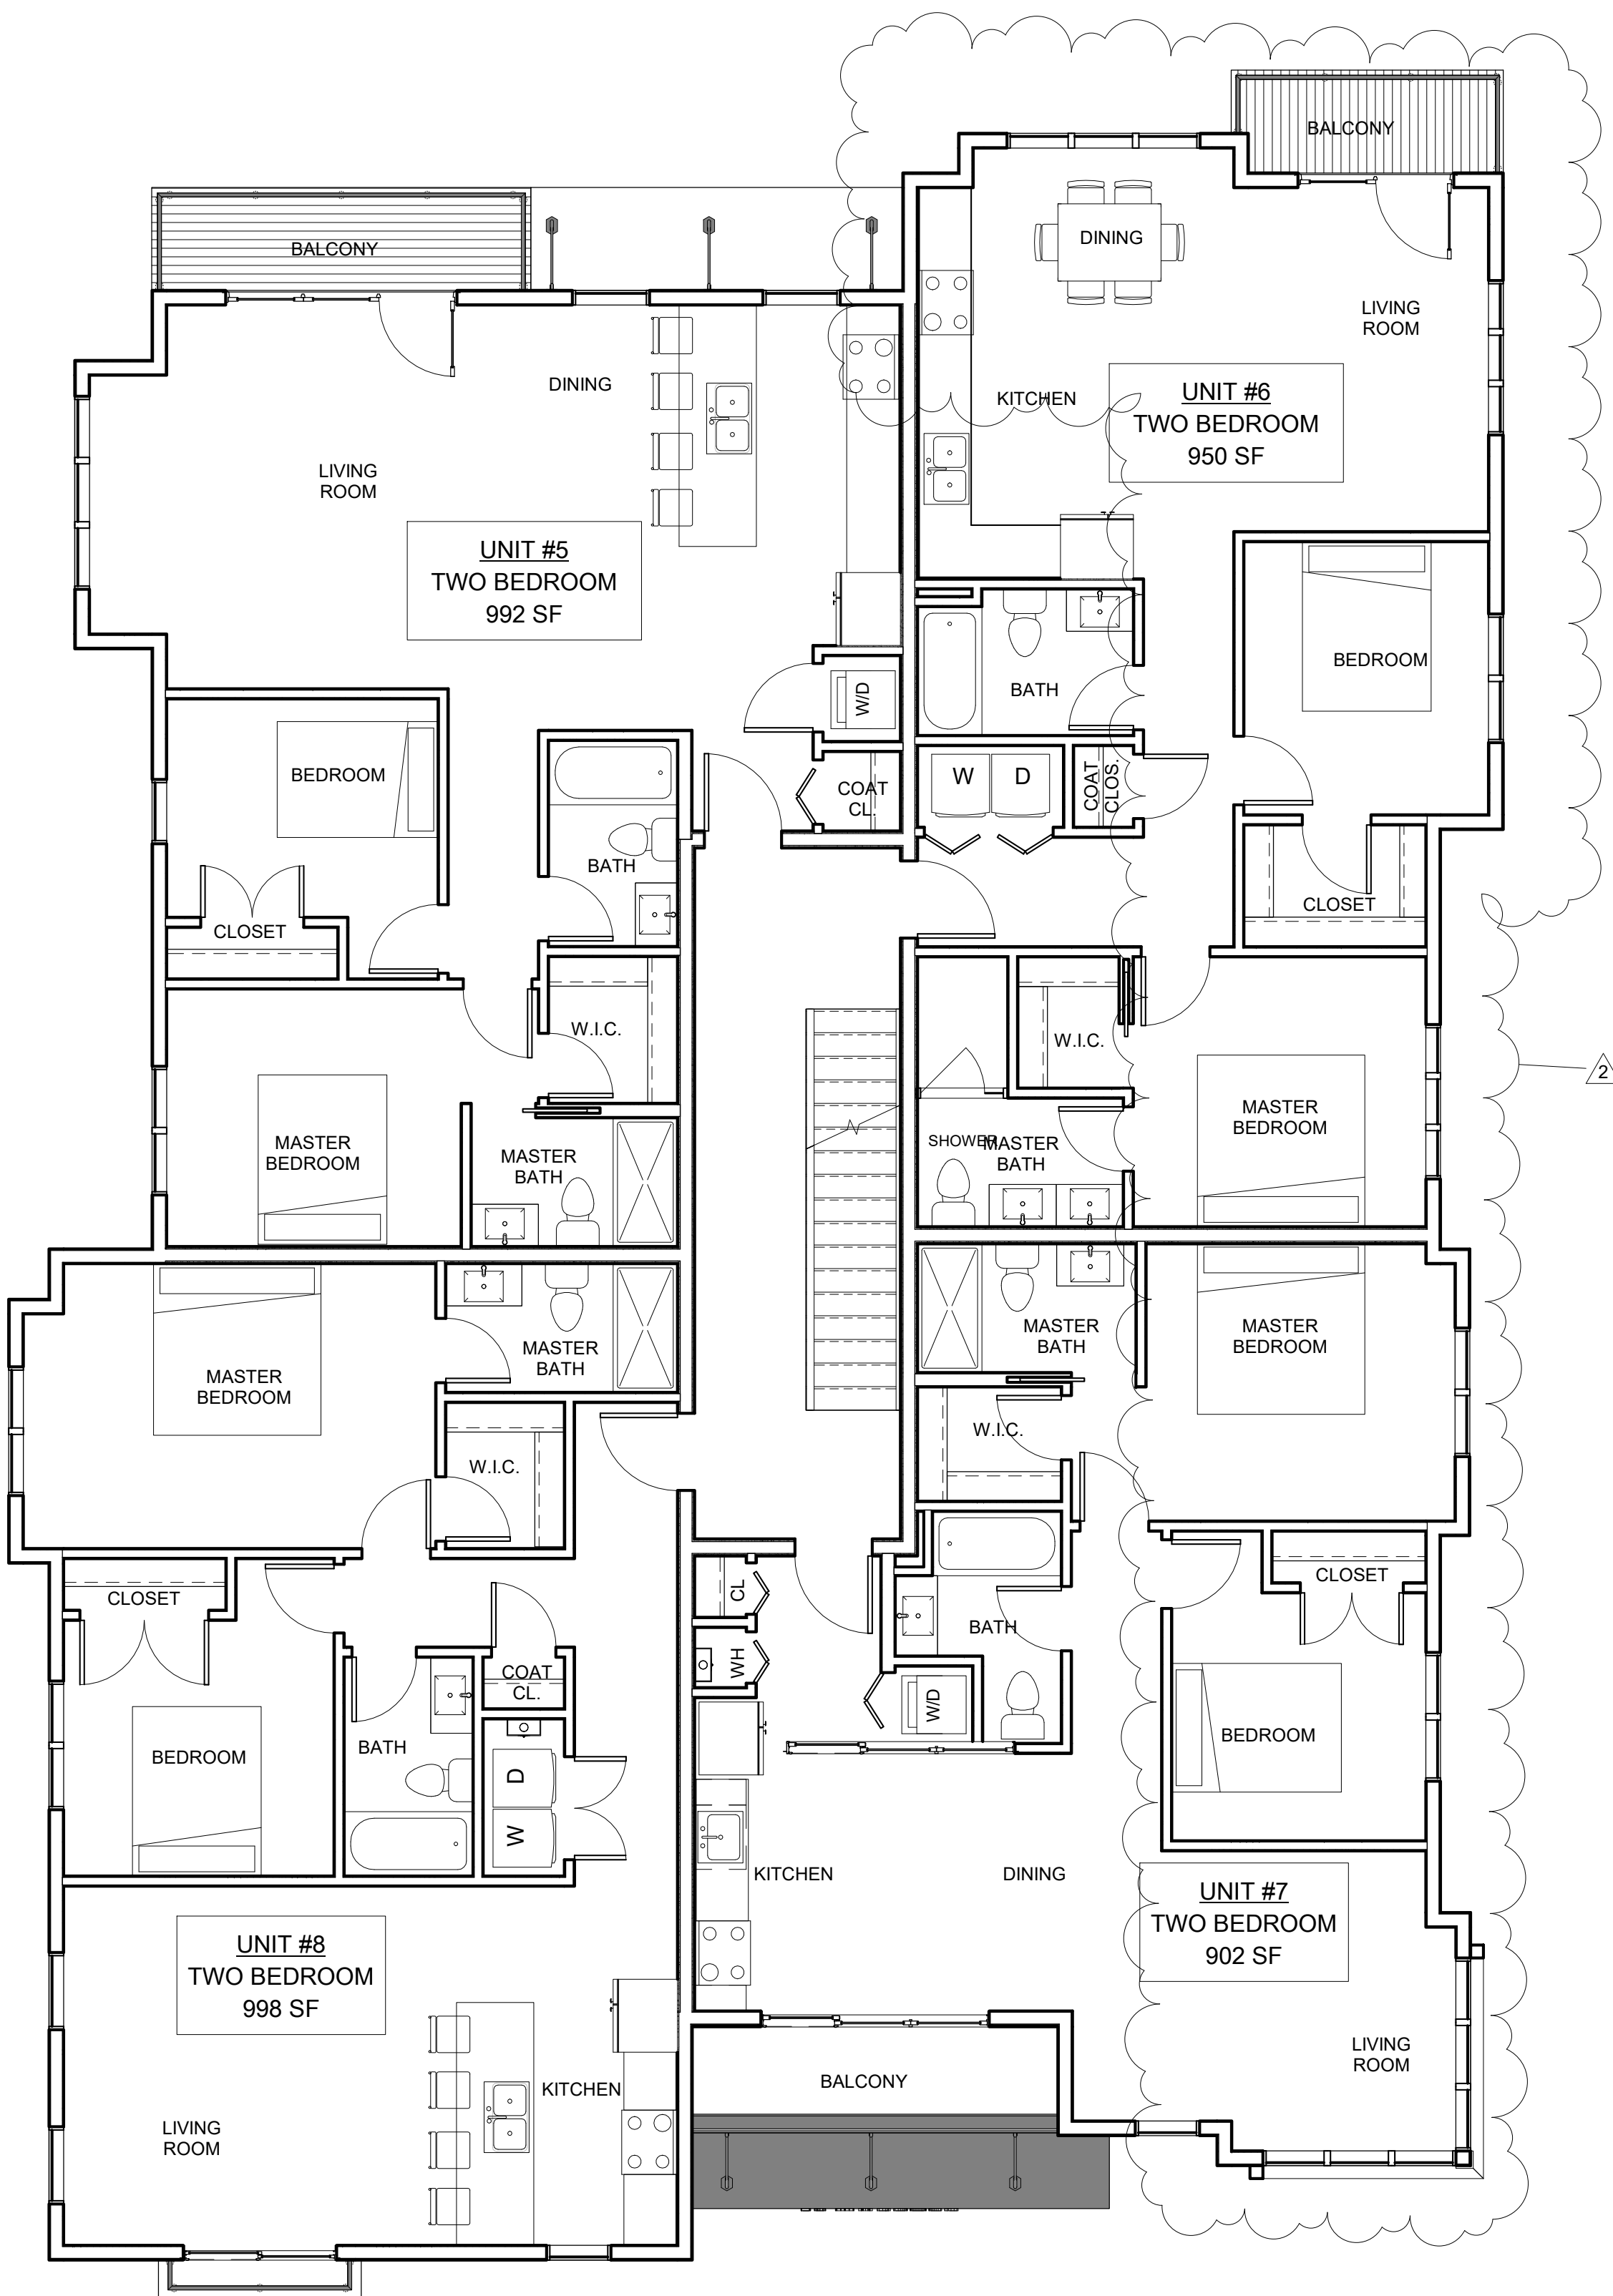 BALCONY
BALCONY
DINING
LIVING
ROOM
KITCHEN
UNIT #6
TWO BEDROOM
950 SF
DINING
LIVING
ROOM
UNIT #5
TWO BEDROOM
992 SF
BEDROOM
BATH
W/D
COAT
CL.
W
D
COAT
CLOS.
BEDROOM
BATH
CLOSET
CLOSET
W.I.C.
W.I.C.
2
MASTER
BEDROOM
MASTER
BATH
SHOWER
MASTER
BATH
MASTER
BEDROOM
MASTER
BEDROOM
MASTER
BATH
MASTER
BATH
MASTER
BEDROOM
W.I.C.
W.I.C.
CLOSET
CL
CLOSET
BATH
WH
COAT
CL.
W/D
BEDROOM
BATH
D
W
BEDROOM
KITCHEN
DINING
UNIT #7
TWO BEDROOM
902 SF
UNIT #8
TWO BEDROOM
998 SF
LIVING
ROOM
BALCONY
KITCHEN
LIVING
ROOM